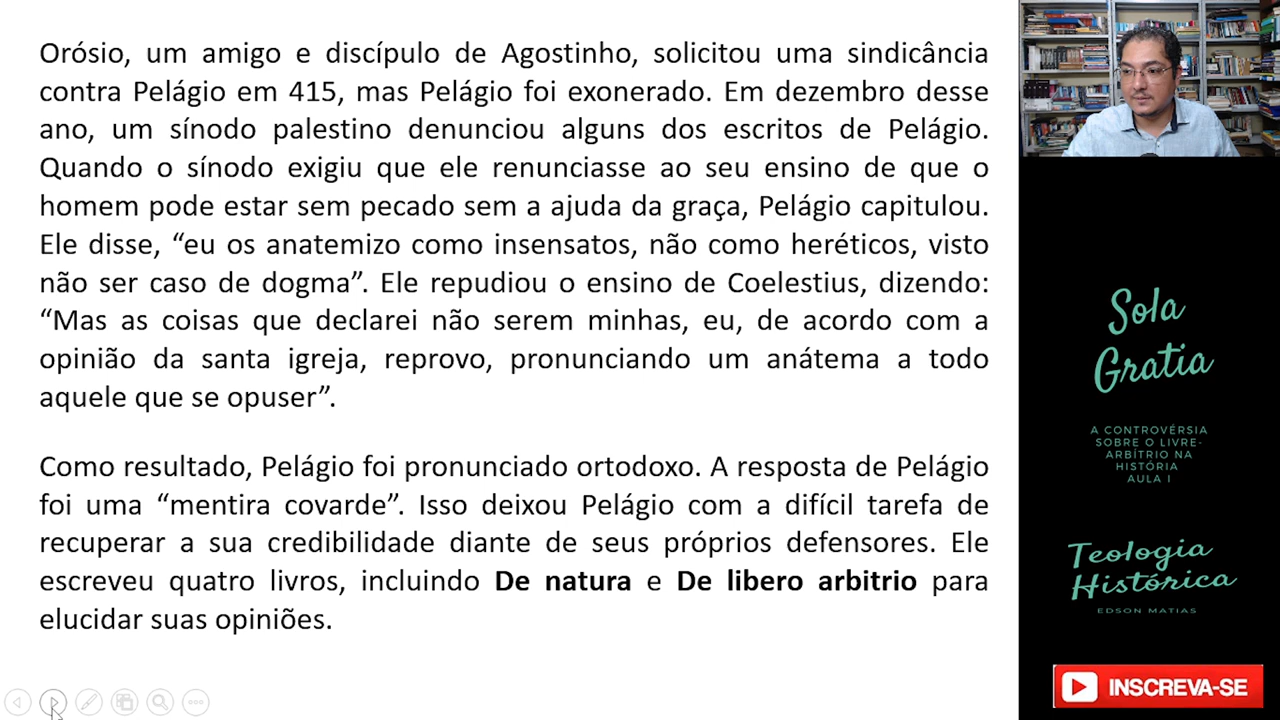 Orósio, um amigo e discípulo de Agostinho, solicitou uma sindicância
contra Pelágio em 415, mas Pelágio foi exonerado. Em dezembro desse
ano, um sínodo palestino denunciou alguns dos escritos de Pelágio.
Quando o sínodo exigiu que ele renunciasse ao seu ensino de que o
homem pode estar sem pecado sem a ajuda da graça, Pelágio capitulou.
Ele disse, “eu os anatemizo como insensatos, não como heréticos, visto
não ser caso de dogma”. Ele repudiou o ensino de Coelestius, dizendo:
“Mas as coisas que declarei não serem minhas, eu, de acordo com a
opinião da santa igreja, reprovo, pronunciando um anátema a todo
aquele que se opuser”.
Como resultado, Pelágio foi pronunciado ortodoxo. A resposta de Pelágio
foi uma “mentira covarde”. Isso deixou Pelágio com a difícil tarefa de
recuperar a sua credibilidade diante de seus próprios defensores. Ele
escreveu quatro livros, incluindo De natura e De libero arbitrio para
elucidar suas opiniões.
Sola
Gratia
A CONTROVÉRSIA
SOBRE O LIVRE-
ARBÍTRIO NA
HISTÓRIA
AULA I
Teologia
Histórica
EDSON MATIAS
INSCREVA-SE